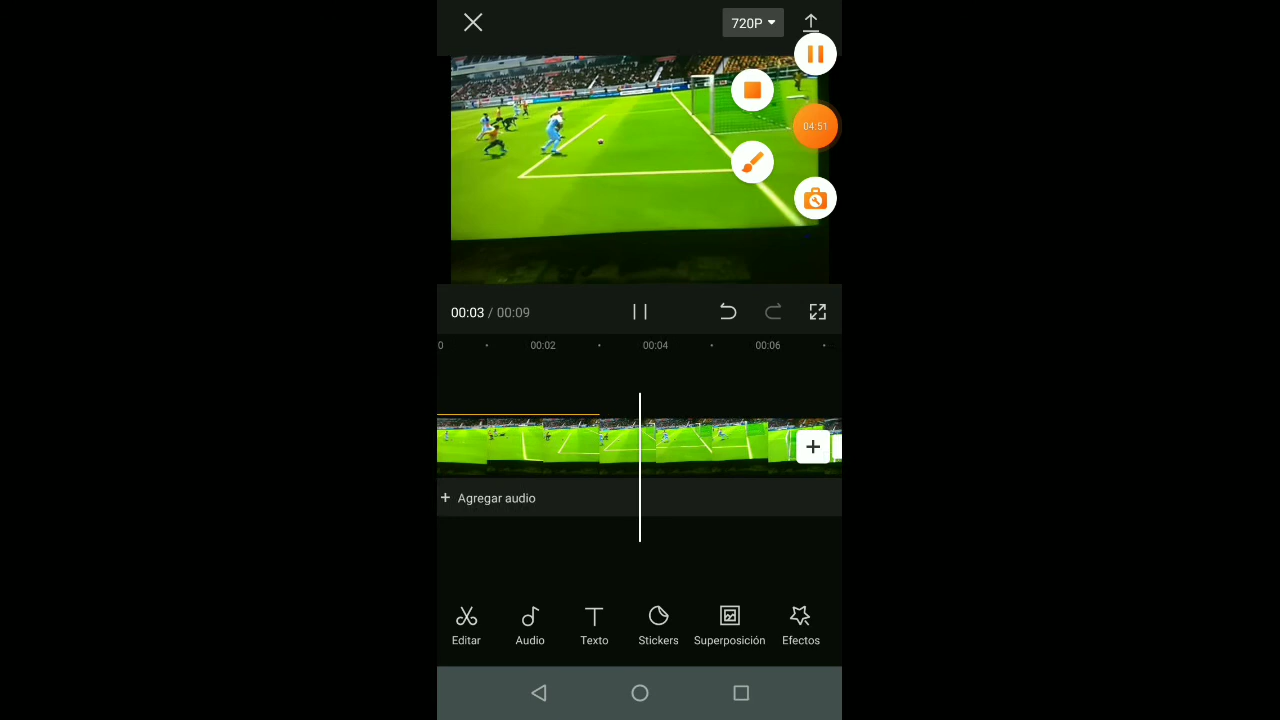 720P
04:51
00:03 / 00:09
0 00:02 00:04 00:06
+ Agregar audio
Editar Audio Texto Stickers Superposición Efectos